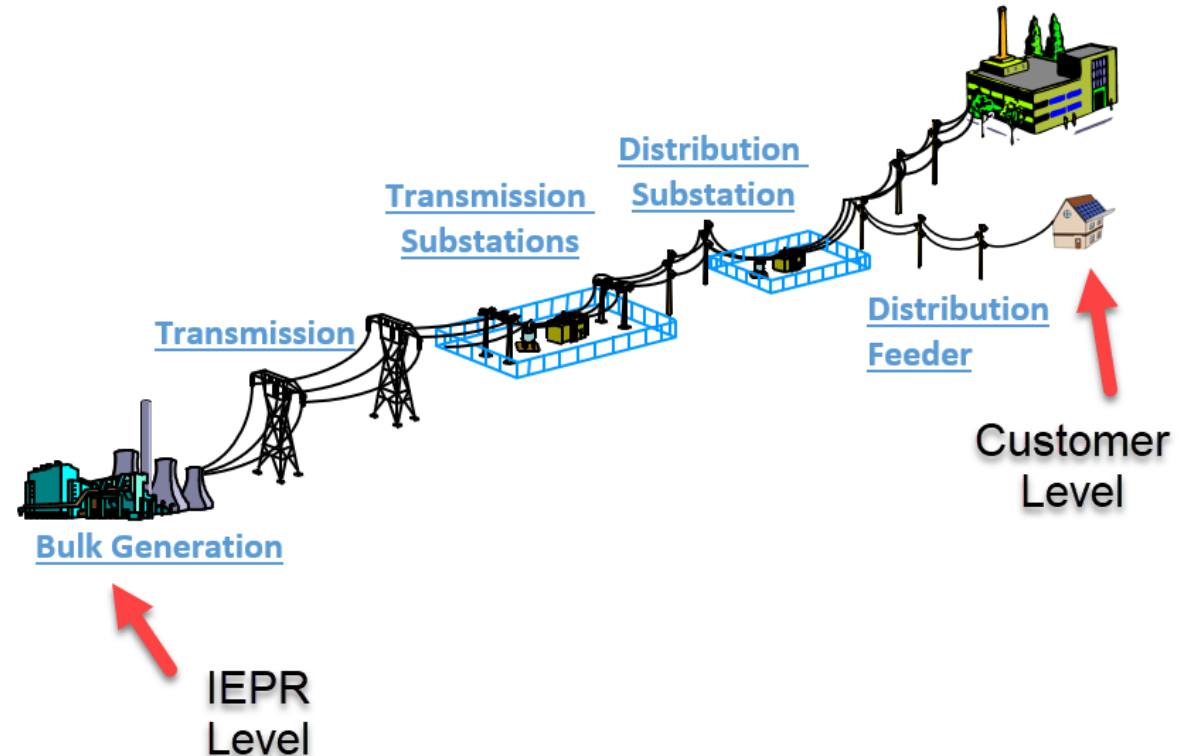 Distribution
Substation
Transmission
Substations
Transmission
Distribution
Feeder
Customer
Level
Bulk Generation
IEPR
Level